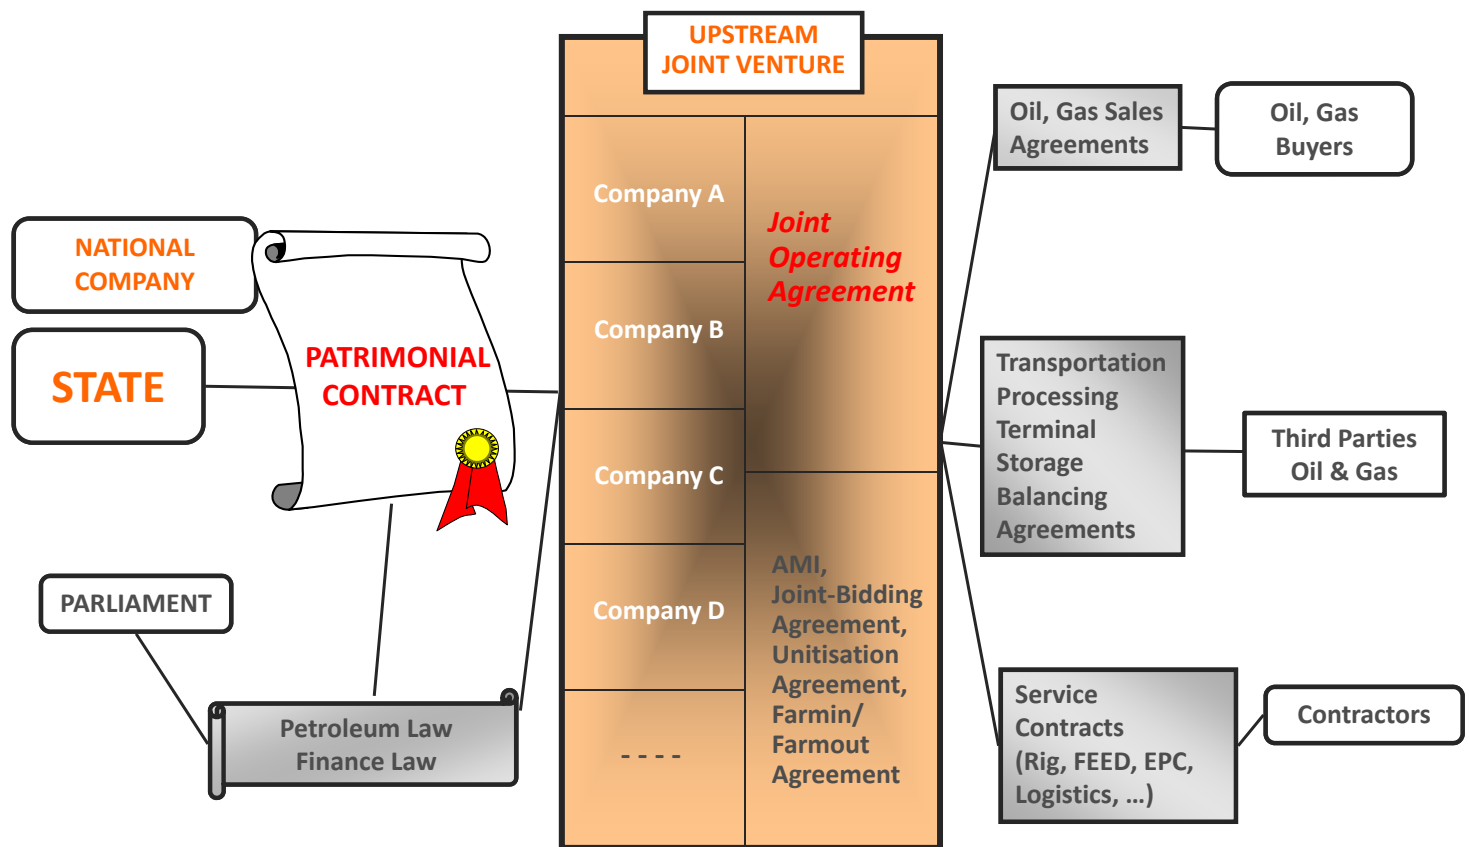 UPSTREAM
JOINT VENTURE
NATIONAL
COMPANY
STATE
PATRIMONIAL
CONTRACT
PARLIAMENT
Petroleum Law
Finance Law
Company A
Company B
Company C
Company D
- - - -
Joint
Operating
Agreement
AMI,
Joint-Bidding
Agreement,
Unitisation
Agreement,
Farmin/
Farmout
Agreement
Oil, Gas Sales
Agreements
Oil, Gas
Buyers
Transportation
Processing
Terminal
Storage
Balancing
Agreements
Third Parties
Oil & Gas
Service
Contracts
(Rig, FEED, EPC,
Logistics, ...)
Contractors